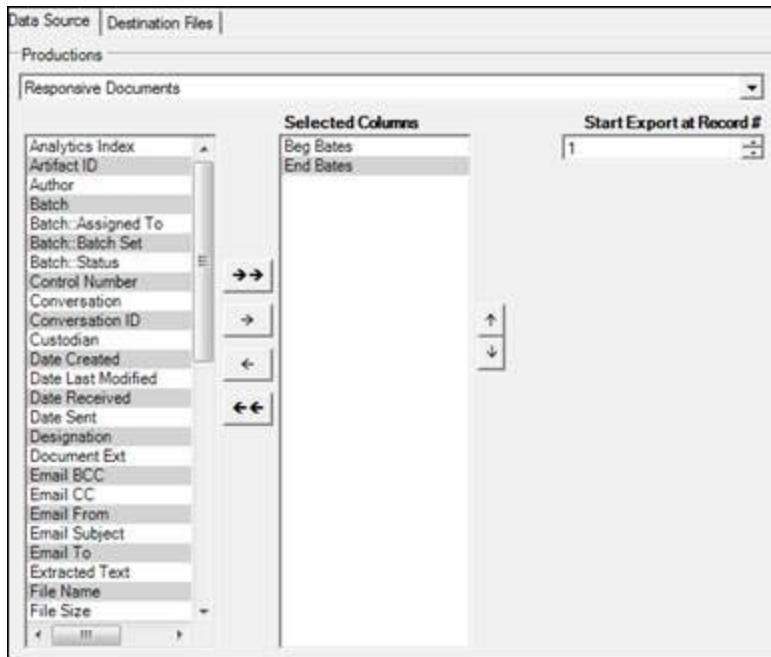 Data Source
Destination Files
Productions
Responsive Documents
Selected Columns
Start Export at Record #
Analytics Index
Artifact ID
Author
Batch
Batch::Assigned To
Batch::Batch Set
Batch::Status
Control Number
Conversation
Conversation ID
Custodian
Date Created
Date Last Modified
Date Received
Date Sent
Designation
Document Ext
Email BCC
Email CC
Email From
Email Subject
Email To
Extracted Text
File Name
File Size
Beg Bates
End Bates
1